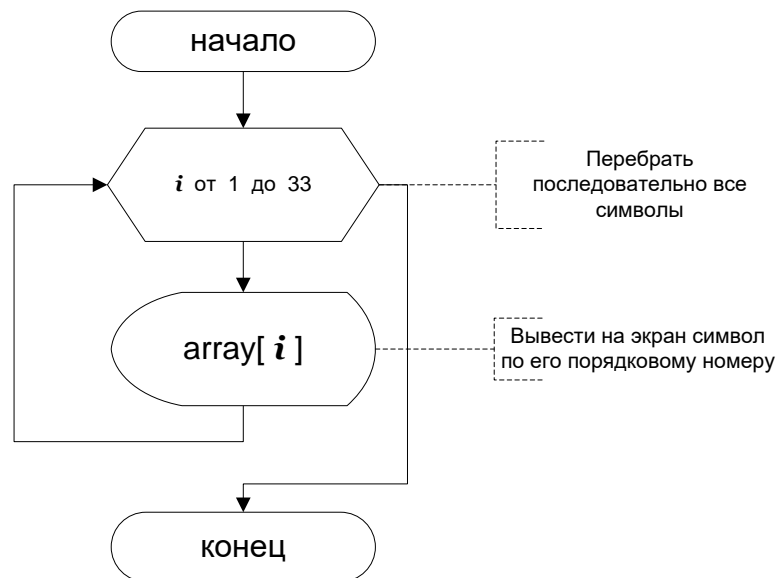 начало
i от 1 до 33
Перебрать
последовательно все
символы
array[ i ]
Вывести на экран символ
по его порядковому номеру
конец